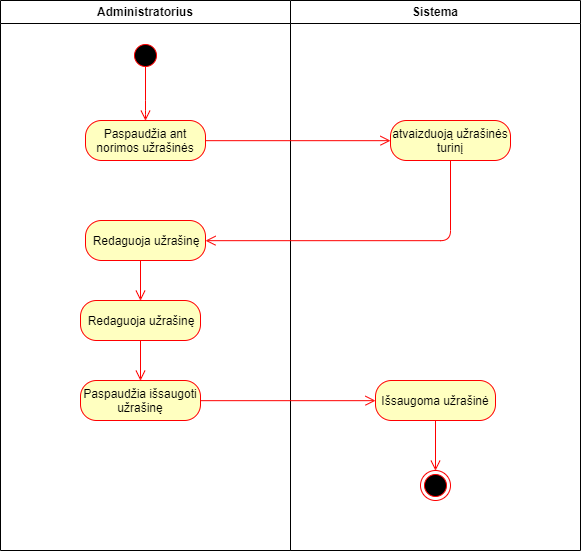 Administratorius
Sistema
Paspaudžia ant
norimos užrašinės
atvaizduoją užrašinės
turinį
Redaguoja užrašinę
Redaguoja užrašinę
Paspaudžia išsaugoti
užrašinę
Išsaugoma užrašinė